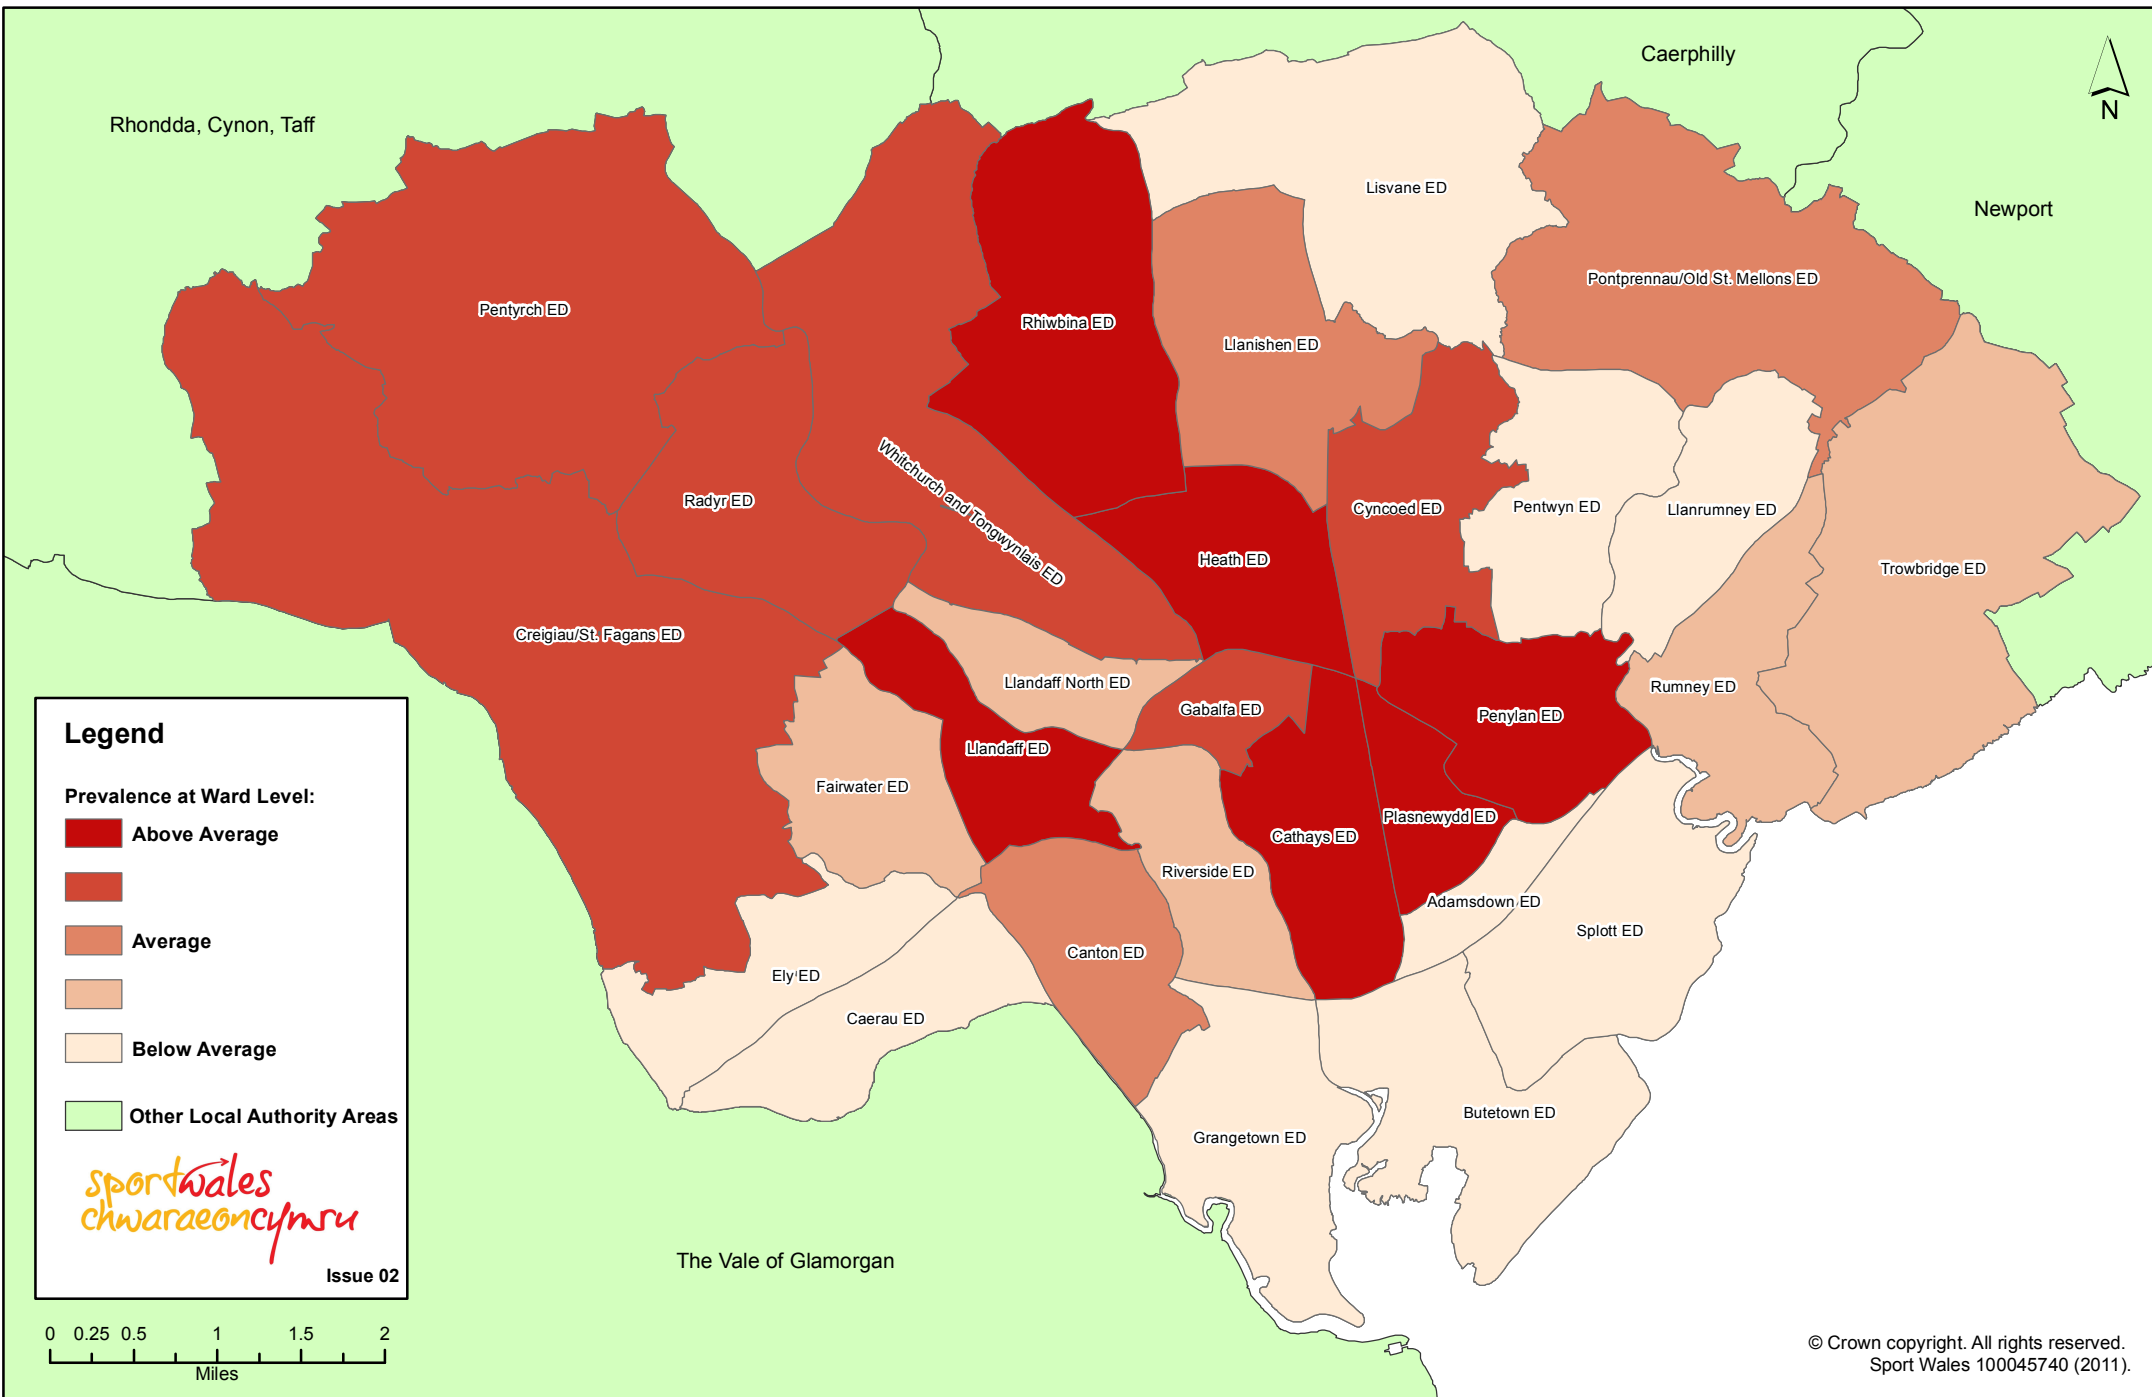 Caerphilly
Rhondda, Cynon, Taff
N
Lisvane ED
Newport
Pontprennau/Old St. Mellons ED
Pentyrch ED
Rhiwbina ED
Llanishen ED
Whitchurch and Tongwynlais ED
Radyr ED
Cyncoed ED
Pentwyn ED
Llanrumney ED
Heath ED
Trowbridge ED
Creigiau/St. Fagans ED
Llandaff North ED
Rumney ED
Gabalfa ED
Penylan ED
Llandaff ED
Fairwater ED
Plasnewydd ED
Cathays ED
Riverside ED
Adamsdown ED
Splott ED
Canton ED
Ely ED
Caerau ED
Butetown ED
Grangetown ED
The Vale of Glamorgan
Legend
Prevalence at Ward Level:
Above Average
Average
Below Average
Other Local Authority Areas
sportwales
chwaraeoncymru
Issue 02
0 0.25 0.5 1 1.5 2
Miles
© Crown copyright. All rights reserved.
Sport Wales 100045740 (2011).